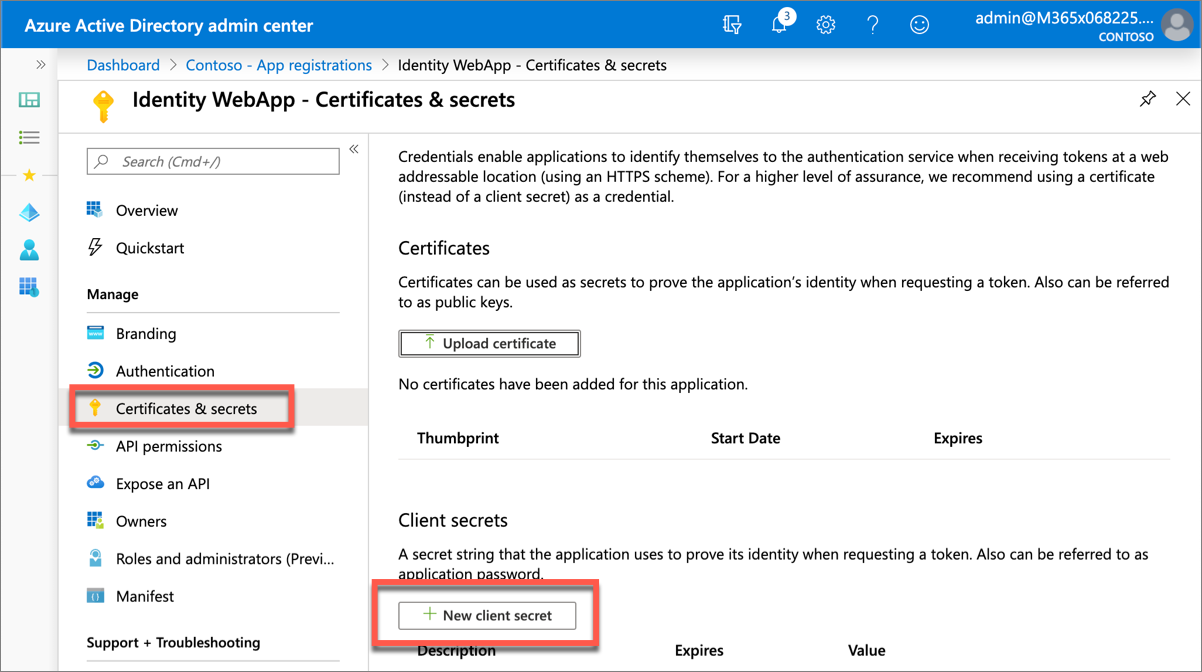 Azure Active Directory admin center
3
admin@M365x068225....
CONTOSO
Dashboard > Contoso - App registrations > Identity WebApp - Certificates & secrets
Identity WebApp - Certificates & secrets
Search (Cmd+/)
Overview
Quickstart
Manage
Branding
Authentication
Certificates & secrets
API permissions
Expose an API
Owners
Roles and administrators (Previ...
Manifest
Support + Troubleshooting
Credentials enable applications to identify themselves to the authentication service when receiving tokens at a web
addressable location (using an HTTPS scheme). For a higher level of assurance, we recommend using a certificate
(instead of a client secret) as a credential.
Certificates
Certificates can be used as secrets to prove the application's identity when requesting a token. Also can be referred
to as public keys.
Upload certificate
No certificates have been added for this application.
Thumbprint Start Date Expires
Client secrets
A secret string that the application uses to prove its identity when requesting a token. Also can be referred to as
application password.
New client secret
Description Expires Value